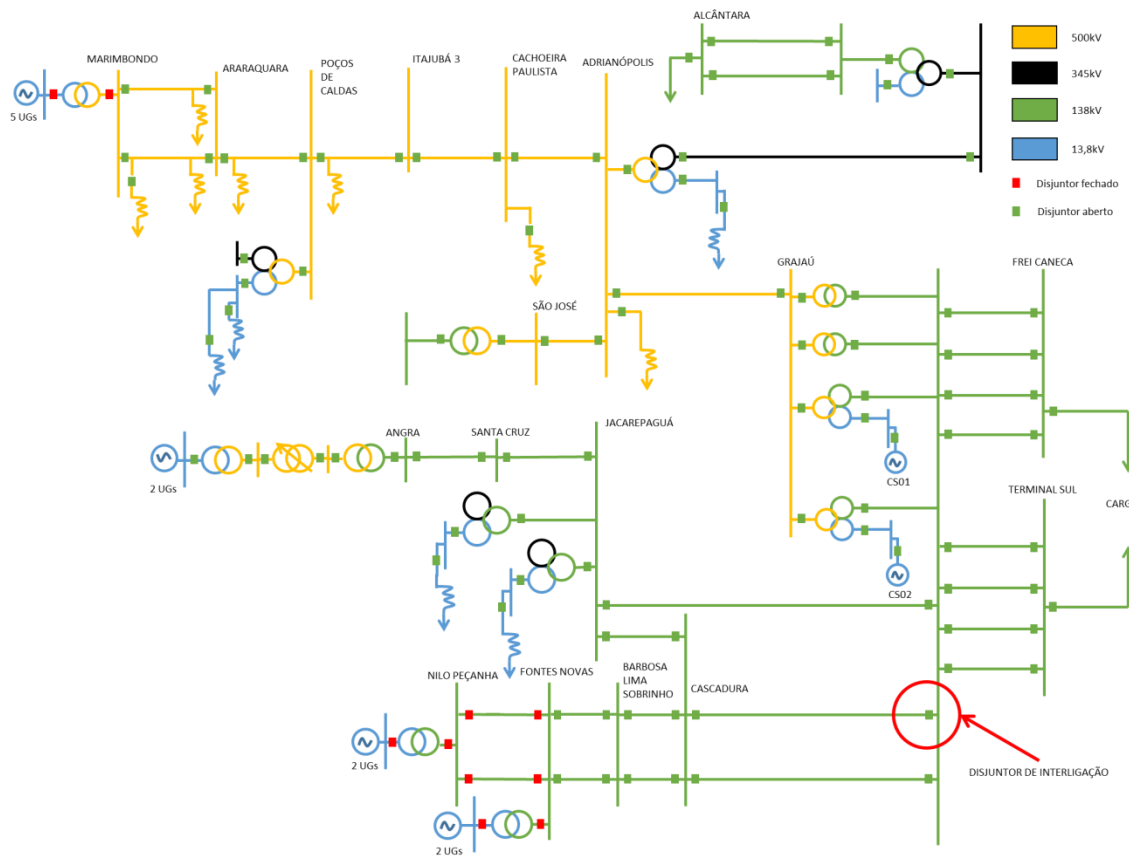 ALCÂNTARA
MARIMBONDO
ARARAQUARA
POÇOS
DE
CALDAS
ITAJUBÁ 3
CACHOEIRA
PAULISTA
ADRIANÓPOLIS
500kV
345kV
138kV
13,8kV
Disjuntor fechado
Disjuntor aberto
5 UGs
GRAJAÚ
FREI CANECA
SÃO JOSÉ
JACAREPAGUÁ
ANGRA
SANTA CRUZ
2 UGs
CS01
TERMINAL SUL
CARG
CS02
NILO PEÇANHA
FONTES NOVAS
BARBOSA
LIMA
SOBRINHO
CASCADURA
2 UGs
DISJUNTOR DE INTERLIGAÇÃO
2 UGs